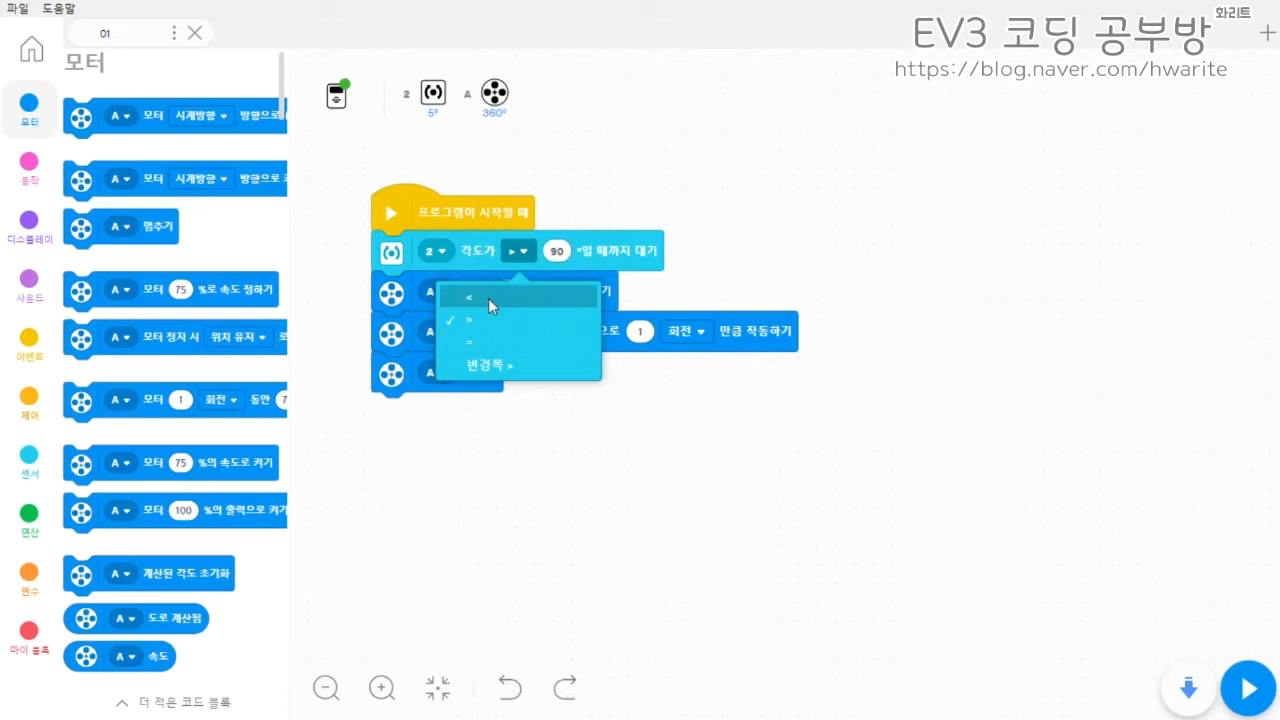 파일 도움말
01
화리트
EV3 코딩 공부방
https://blog.naver.com/hwarite
모터
동작
디스플레이
사운드
이벤트
제어
센서
연산
변수
마이 블록
모터
A 모터 시계방향 방향으로
A 모터 시계방향 방향으로
A 멈추기
A 모터 75 %로 속도 정하기
A 모터 정지 시 위치 유지 로
A 모터 1 회전 동안 7
A 모터 75 %의 속도로 켜기
A 모터 100 %의 출력으로 켜기
A 계산된 각도 초기화
A 도로 계산됨
A 속도
더 적은 코드 블록
2 5° A 360°
프로그램이 시작될 때
2 각도가 > 90 °일 때까지 대기
A 기
A 으로 1 회전 만큼 작동하기
A
<
✓ >
=
변경폭 >